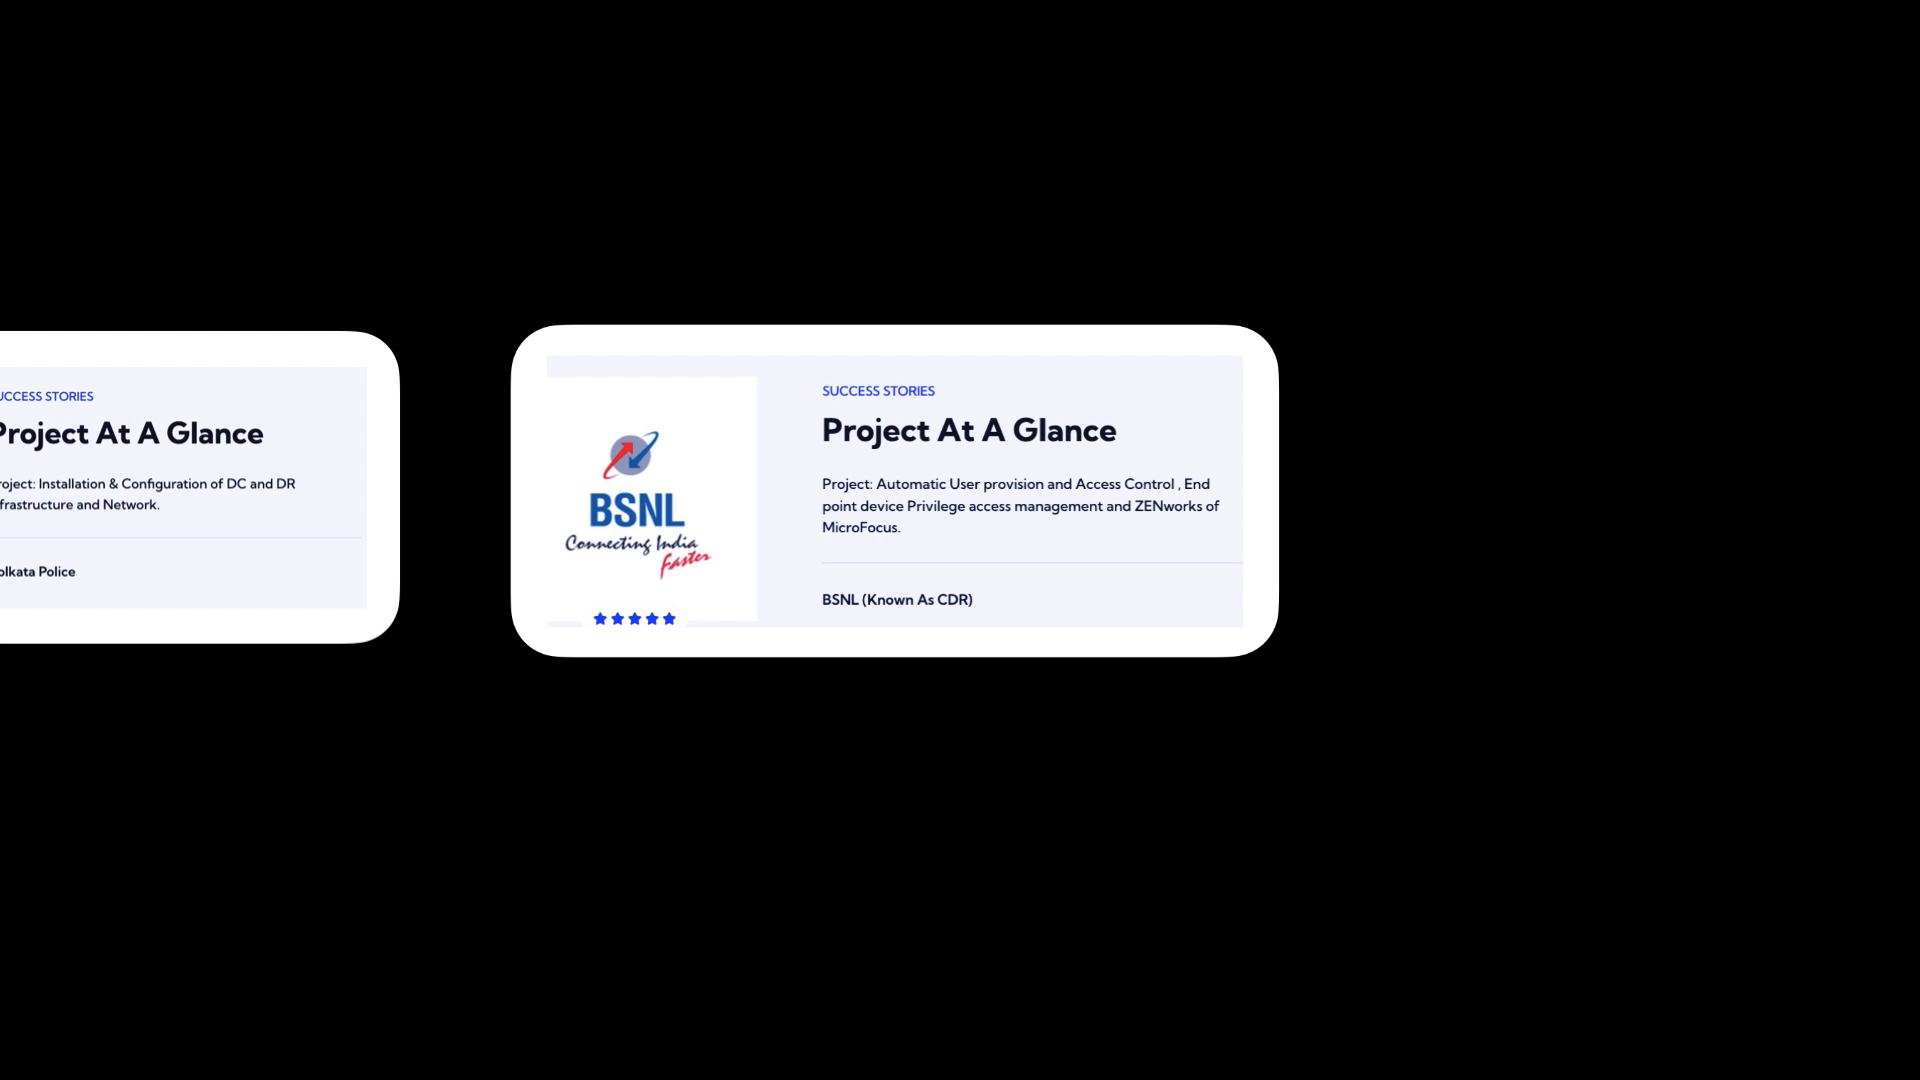 UCCESS STORIES
Project At A Glance
roject: Installation & Configuration of DC and DR
frastructure and Network.
olkata Police
BSNL
Connecting India
Faster
SUCCESS STORIES
Project At A Glance
Project: Automatic User provision and Access Control , End
point device Privilege access management and ZENworks of
MicroFocus.
BSNL (Known As CDR)